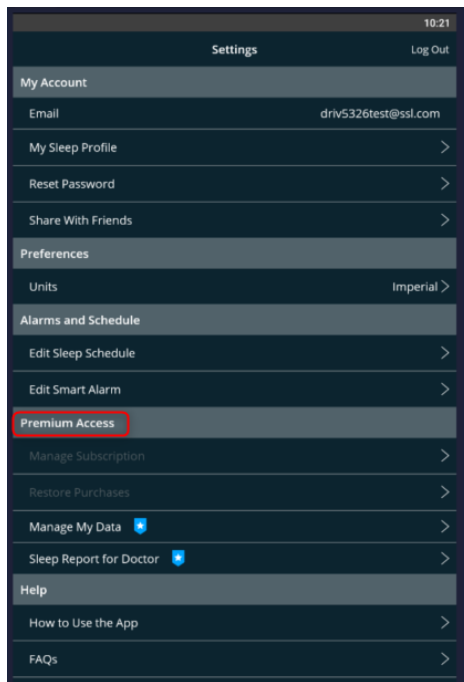 10:21
Settings Log Out
My Account
Email driv5326test@ssl.com
My Sleep Profile
Reset Password
Share With Friends
Preferences
Units Imperial
Alarms and Schedule
Edit Sleep Schedule
Edit Smart Alarm
Premium Access
Manage Subscription
Restore Purchases
Manage My Data
Sleep Report for Doctor
Help
How to Use the App
FAQs